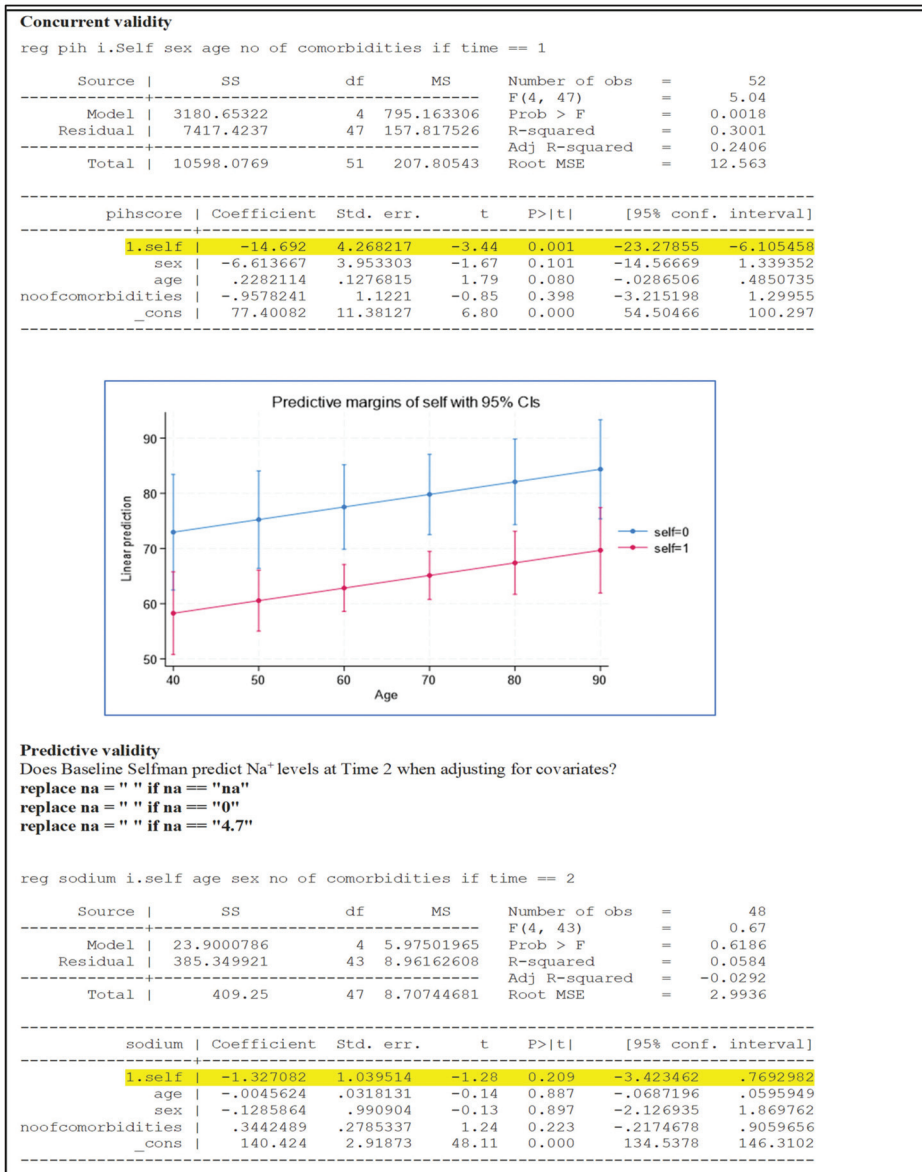 Concurrent validity
reg pih i.Self sex age no of comorbidities if time == 1
Source | SS df MS Number of obs = 52
-------------+---------------------------------- F(4, 47) = 5.04
Model | 3180.65322 4 795.163306 Prob > F = 0.0018
Residual | 7417.4237 47 157.817526 R-squared = 0.3001
-------------+---------------------------------- Adj R-squared = 0.2406
Total | 10598.0769 51 207.80543 Root MSE = 12.563
pihscore | Coefficient Std. err. t P>|t| [95% conf. interval]
1.self | -14.692 4.268217 -3.44 0.001 -23.27855 -6.105458
sex | -6.613667 3.953303 -1.67 0.101 -14.56669 1.339352
age | .2282114 .1276815 1.79 0.080 -.0286506 .4850735
noofcomorbidities | -.9578241 1.1221 -0.85 0.398 -3.215198 1.29955
_cons | 77.40082 11.38127 6.80 0.000 54.50466 100.297
Predictive margins of self with 95% CIs
90
80
70
60
50
Linear prediction
self=0
self=1
40 50 60 70 80 90
Age
Predictive validity
Does Baseline Selfman predict Na⁺ levels at Time 2 when adjusting for covariates?
replace na = " " if na == "na"
replace na = " " if na == "0"
replace na = " " if na == "4.7"
reg sodium i.self age sex no of comorbidities if time == 2
Source | SS df MS Number of obs = 48
-------------+---------------------------------- F(4, 43) = 0.67
Model | 23.9000786 4 5.97501965 Prob > F = 0.6186
Residual | 385.349921 43 8.96162608 R-squared = 0.0584
-------------+---------------------------------- Adj R-squared = -0.0292
Total | 409.25 47 8.70744681 Root MSE = 2.9936
sodium | Coefficient Std. err. t P>|t| [95% conf. interval]
1.self | -1.327082 1.039514 -1.28 0.209 -3.423462 .7692982
age | -.0045624 .0318131 -0.14 0.887 -.0687196 .0595949
sex | -.1285864 .990904 -0.13 0.897 -2.126935 1.869762
noofcomorbidities | .3442489 .2785337 1.24 0.223 -.2174678 .9059656
_cons | 140.424 2.91873 48.11 0.000 134.5378 146.3102